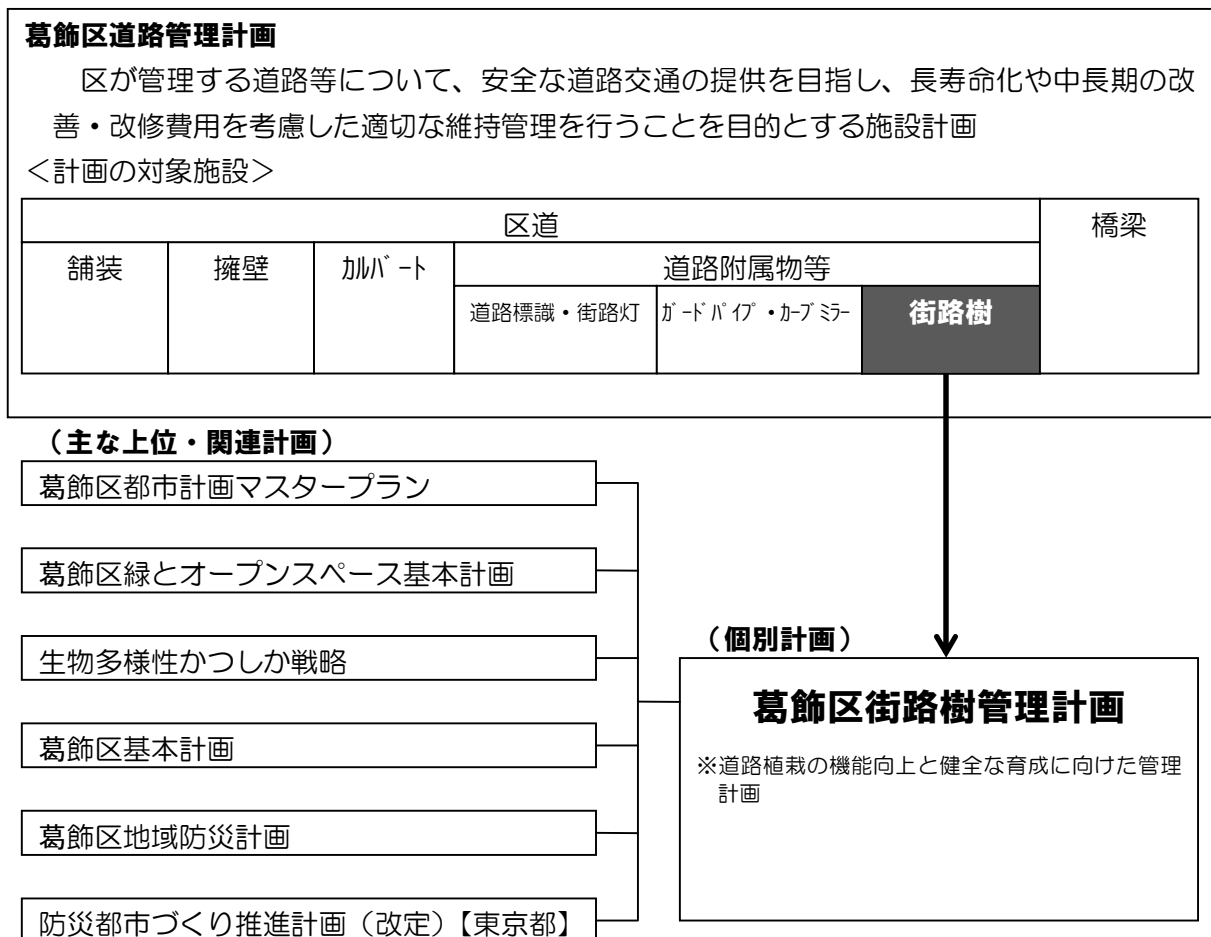 葛飾区道路管理計画
区が管理する道路等について、安全な道路交通の提供を目指し、長寿命化や中長期の改
善・改修費用を考慮した適切な維持管理を行うことを目的とする施設計画
＜計画の対象施設＞
区道
橋梁
舗装
擁壁
ｶﾙﾊﾞｰﾄ
道路附属物等
道路標識・街路灯
ｶﾞｰﾄﾞﾊﾟｲﾌﾟ・ｶｰﾌﾞﾐﾗｰ
街路樹
（主な上位・関連計画）
葛飾区都市計画マスタープラン
葛飾区緑とオープンスペース基本計画
生物多様性かつしか戦略
葛飾区基本計画
葛飾区地域防災計画
防災都市づくり推進計画（改定）【東京都】
（個別計画）
葛飾区街路樹管理計画
※道路植栽の機能向上と健全な育成に向けた管理
計画